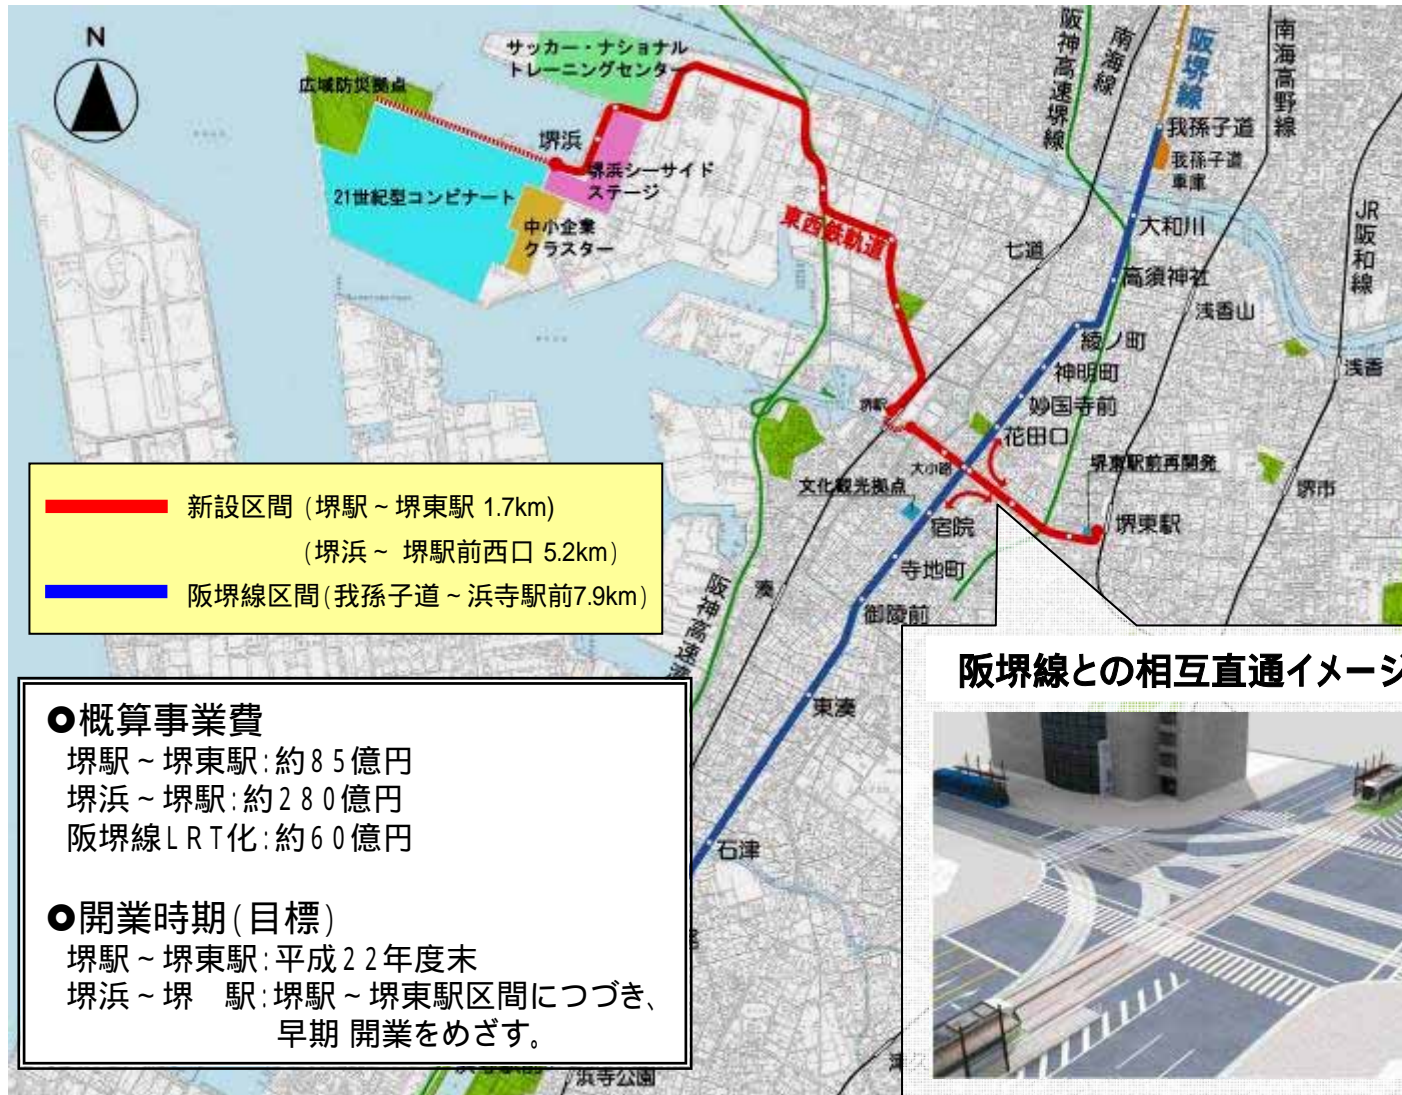 N
サッカー・ナショナル
トレーニングセンター
広域防災拠点
堺浜
堺浜シーサイド
ステージ
21世紀型コンビナート
中小企業
クラスター
東西鉄軌道
阪神高速堺線
南海線
阪堺線
南海高野線
我孫子道
我孫子道
車庫
大和川
JR阪和線
七道
高須神社
浅香山
綾ノ町
浅香
神明町
妙国寺前
堺駅
花田口
大小路
堺東駅前再開発
文化観光拠点
堺市
宿院
堺東駅
寺地町
湊
御陵前
阪神高速
東湊
石津
浜寺公園
新設区間 (堺駅~堺東駅 1.7km)
(堺浜~ 堺駅前西口 5.2km)
阪堺線区間(我孫子道~浜寺駅前7.9km)
概算事業費
堺駅~堺東駅:約85億円
堺浜~堺駅:約280億円
阪堺線LRT化:約60億円
開業時期(目標)
堺駅~堺東駅:平成22年度末
堺浜~堺 駅:堺駅~堺東駅区間につづき、
早期 開業をめざす。
阪堺線との相互直通イメージ